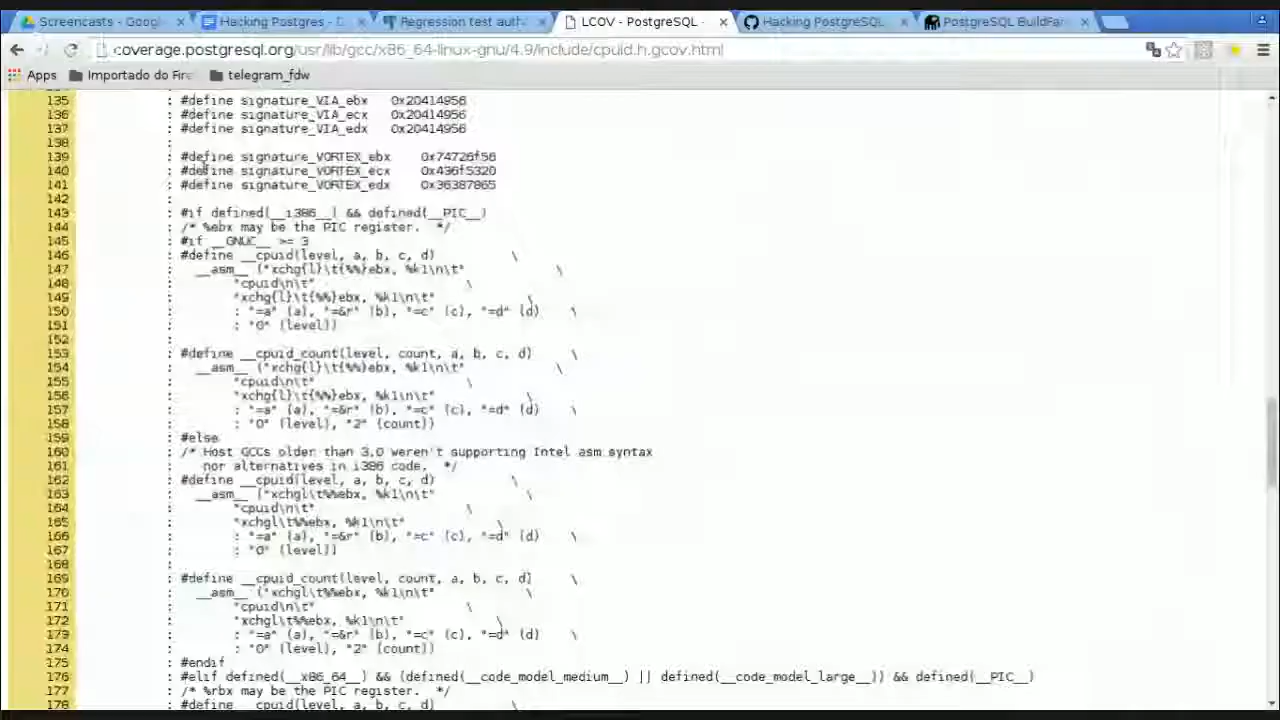 Screencasts - Googl
Hacking Postgres - D
Regression test auth
LCOV - PostgreSQL -
Hacking PostgreSQL
PostgreSQL BuildFar
coverage.postgresql.org/usr/lib/gcc/x86_64-linux-gnu/4.9/include/cpuid.h.gcov.html
Apps Importado do Fire telegram_fdw
135 : #define signature_VIA_ebx 0x20414956
136 : #define signature_VIA_ecx 0x20414956
137 : #define signature_VIA_edx 0x20414956
138 :
139 : #define signature_VORTEX_ebx 0x74726f56
140 : #define signature_VORTEX_ecx 0x436f5320
141 : #define signature_VORTEX_edx 0x36387865
142 :
143 : #if defined(__i386__) && defined(__PIC__)
144 : /* %ebx may be the PIC register. */
145 : #if __GNUC__ >= 3
146 : #define __cpuid(level, a, b, c, d) \
147 : __asm__ ("xchg{l}\t{%%}ebx, %k1\n\t" \
148 : "cpuid\n\t" \
149 : "xchg{l}\t{%%}ebx, %k1\n\t" \
150 : : "=a" (a), "=&r" (b), "=c" (c), "=d" (d) \
151 : : "0" (level))
152 :
153 : #define __cpuid_count(level, count, a, b, c, d) \
154 : __asm__ ("xchg{l}\t{%%}ebx, %k1\n\t" \
155 : "cpuid\n\t" \
156 : "xchg{l}\t{%%}ebx, %k1\n\t" \
157 : : "=a" (a), "=&r" (b), "=c" (c), "=d" (d) \
158 : : "0" (level), "2" (count))
159 : #else
160 : /* Host GCCs older than 3.0 weren't supporting Intel asm syntax
161 : nor alternatives in i386 code. */
162 : #define __cpuid(level, a, b, c, d) \
163 : __asm__ ("xchgl\t%%ebx, %k1\n\t" \
164 : "cpuid\n\t" \
165 : "xchgl\t%%ebx, %k1\n\t" \
166 : : "=a" (a), "=&r" (b), "=c" (c), "=d" (d) \
167 : : "0" (level))
168 :
169 : #define __cpuid_count(level, count, a, b, c, d) \
170 : __asm__ ("xchgl\t%%ebx, %k1\n\t" \
171 : "cpuid\n\t" \
172 : "xchgl\t%%ebx, %k1\n\t" \
173 : : "=a" (a), "=&r" (b), "=c" (c), "=d" (d) \
174 : : "0" (level), "2" (count))
175 : #endif
176 : #elif defined(__x86_64__) && (defined(__code_model_medium__) || defined(__code_model_large__)) && defined(__PIC__)
177 : /* %rbx may be the PIC register. */
178 : #define __cpuid(level, a, b, c, d) \